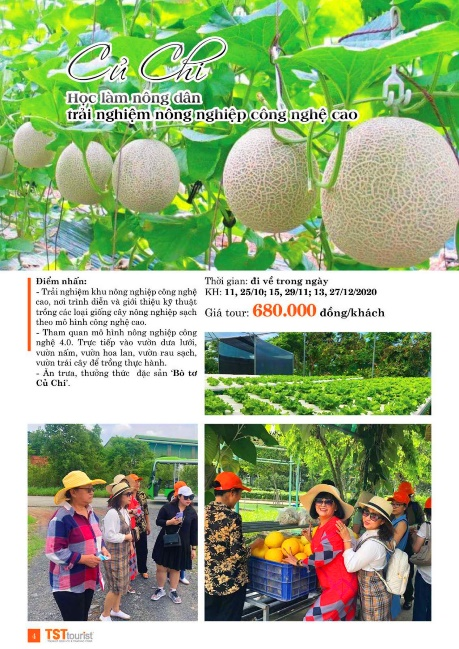 Củ Chi
Học làm nông dân
trải nghiệm nông nghiệp công nghệ cao
Điểm nhấn:
- Trải nghiệm khu nông nghiệp công nghệ
cao, nơi trình diễn và giới thiệu kỹ thuật
trồng các loại giống cây nông nghiệp sạch
theo mô hình công nghệ cao.
- Tham quan mô hình nông nghiệp công
nghệ 4.0. Trực tiếp vào vườn dưa lưới,
vườn nấm, vườn hoa lan, vườn rau sạch,
vườn trái cây để trồng thực hành.
- Ăn trưa, thưởng thức đặc sản 'Bò tơ
Củ Chi'.
Thời gian: đi về trong ngày
KH: 11, 25/10; 15, 29/11; 13, 27/12/2020
Giá tour: 680.000 đồng/khách
4 TSTtourist